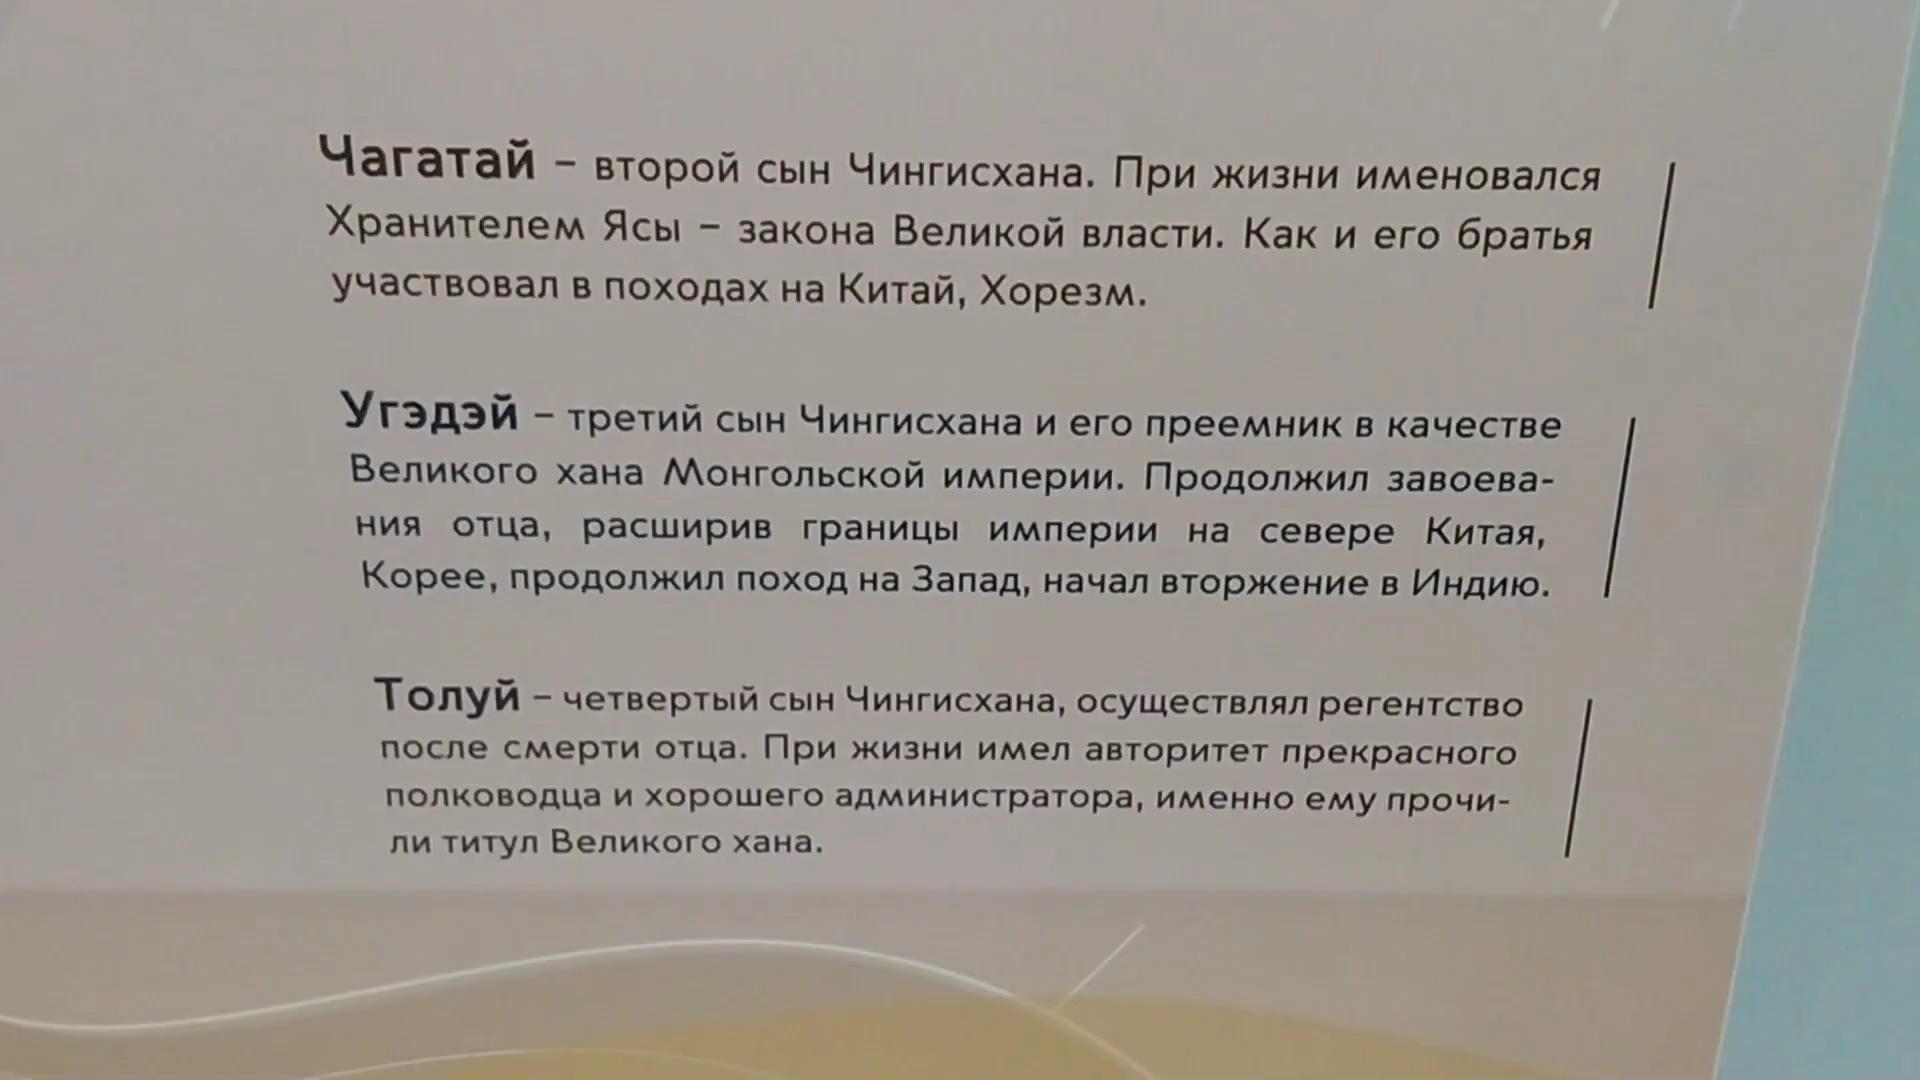 Чагатай – второй сын Чингисхана. При жизни именовался
Хранителем Ясы – закона Великой власти. Как и его братья
участвовал в походах на Китай, Хорезм.
Угэдэй – третий сын Чингисхана и его преемник в качестве
Великого хана Монгольской империи. Продолжил завоева-
ния отца, расширив границы империи на севере Китая,
Корее, продолжил поход на Запад, начал вторжение в Индию.
Толуй – четвертый сын Чингисхана, осуществлял регентство
после смерти отца. При жизни имел авторитет прекрасного
полководца и хорошего администратора, именно ему прочи-
ли титул Великого хана.